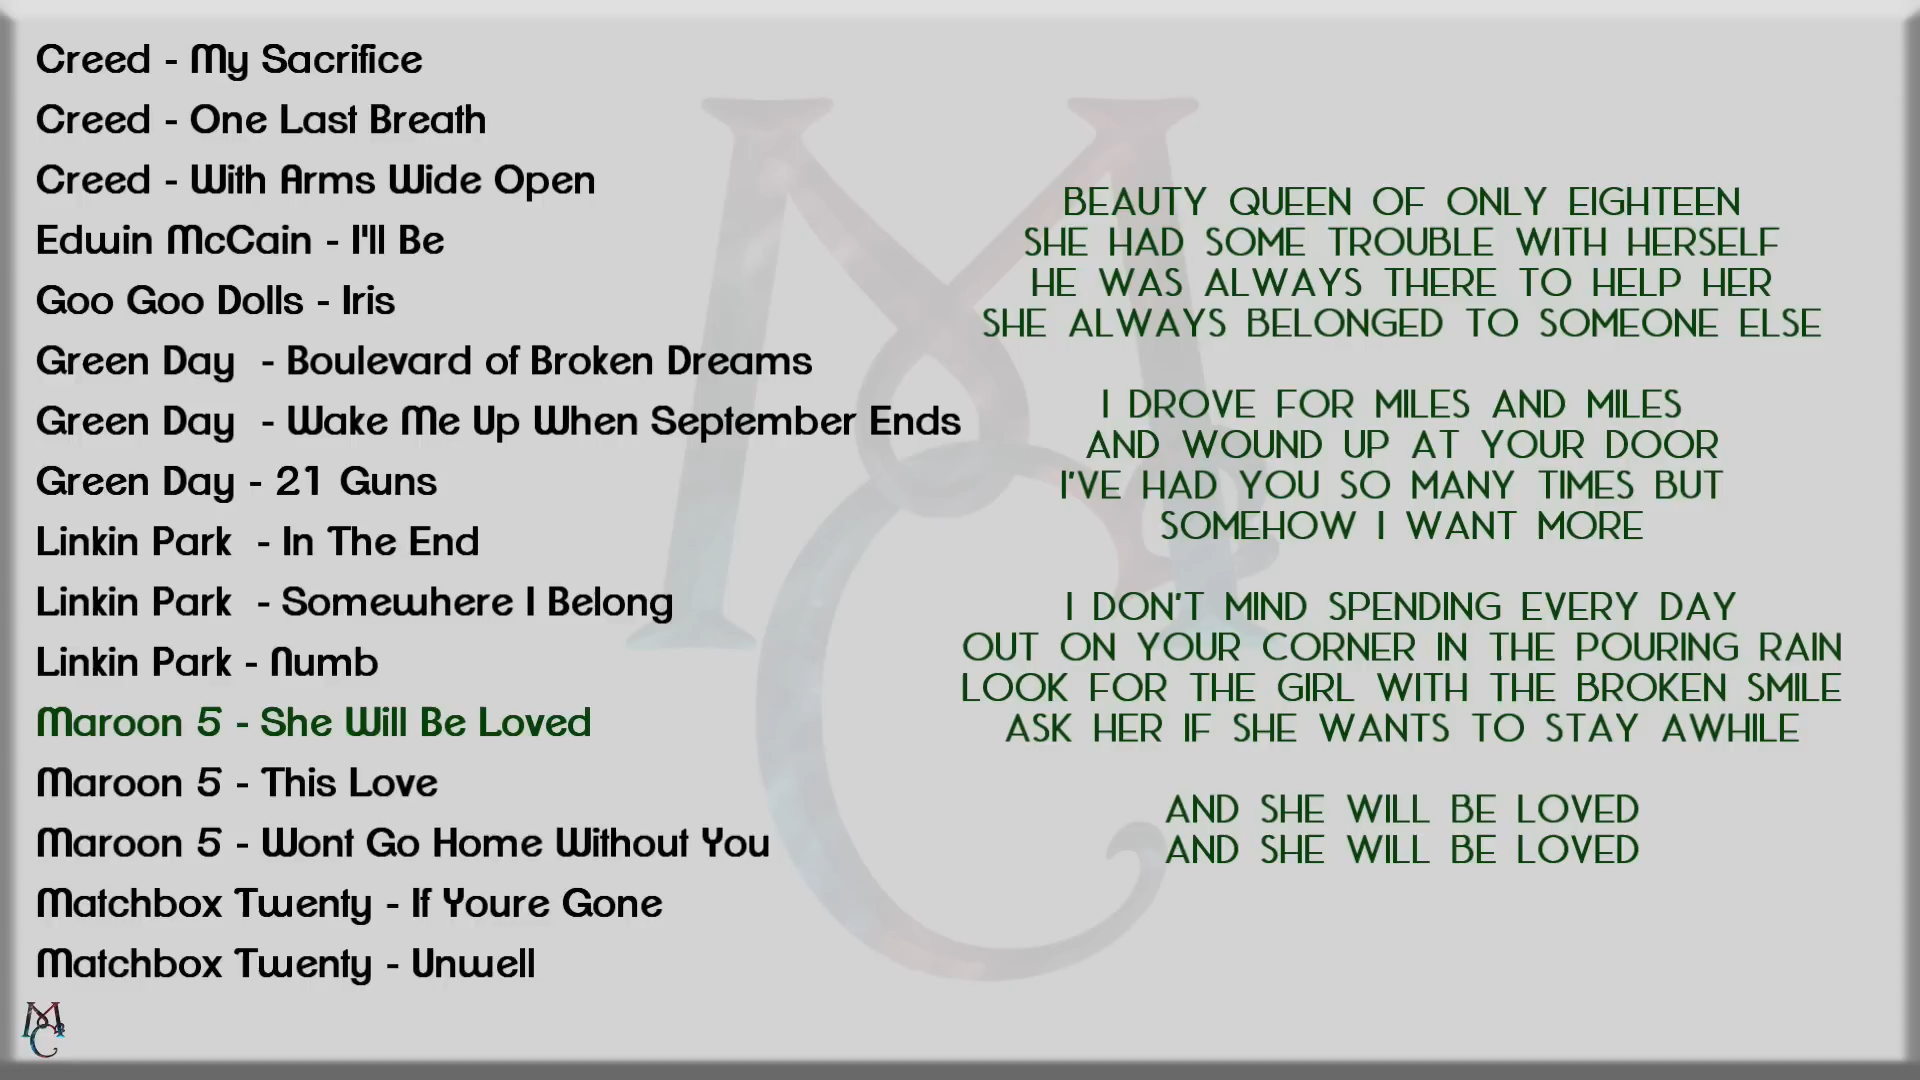 Creed - My Sacrifice
Creed - One Last Breath
Creed - With Arms Wide Open
Edwin McCain - I'll Be
Goo Goo Dolls - Iris
Green Day  - Boulevard of Broken Dreams
Green Day  - Wake Me Up When September Ends
Green Day - 21 Guns
Linkin Park  - In The End
Linkin Park  - Somewhere I Belong
Linkin Park - Numb
Maroon 5 - She Will Be Loved
Maroon 5 - This Love
Maroon 5 - Wont Go Home Without You
Matchbox Twenty - If Youre Gone
Matchbox Twenty - Unwell
BEAUTY QUEEN OF ONLY EIGHTEEN
SHE HAD SOME TROUBLE WITH HERSELF
HE WAS ALWAYS THERE TO HELP HER
SHE ALWAYS BELONGED TO SOMEONE ELSE
I DROVE FOR MILES AND MILES
AND WOUND UP AT YOUR DOOR
I'VE HAD YOU SO MANY TIMES BUT
SOMEHOW I WANT MORE
I DON'T MIND SPENDING EVERY DAY
OUT ON YOUR CORNER IN THE POURING RAIN
LOOK FOR THE GIRL WITH THE BROKEN SMILE
ASK HER IF SHE WANTS TO STAY AWHILE
AND SHE WILL BE LOVED
AND SHE WILL BE LOVED